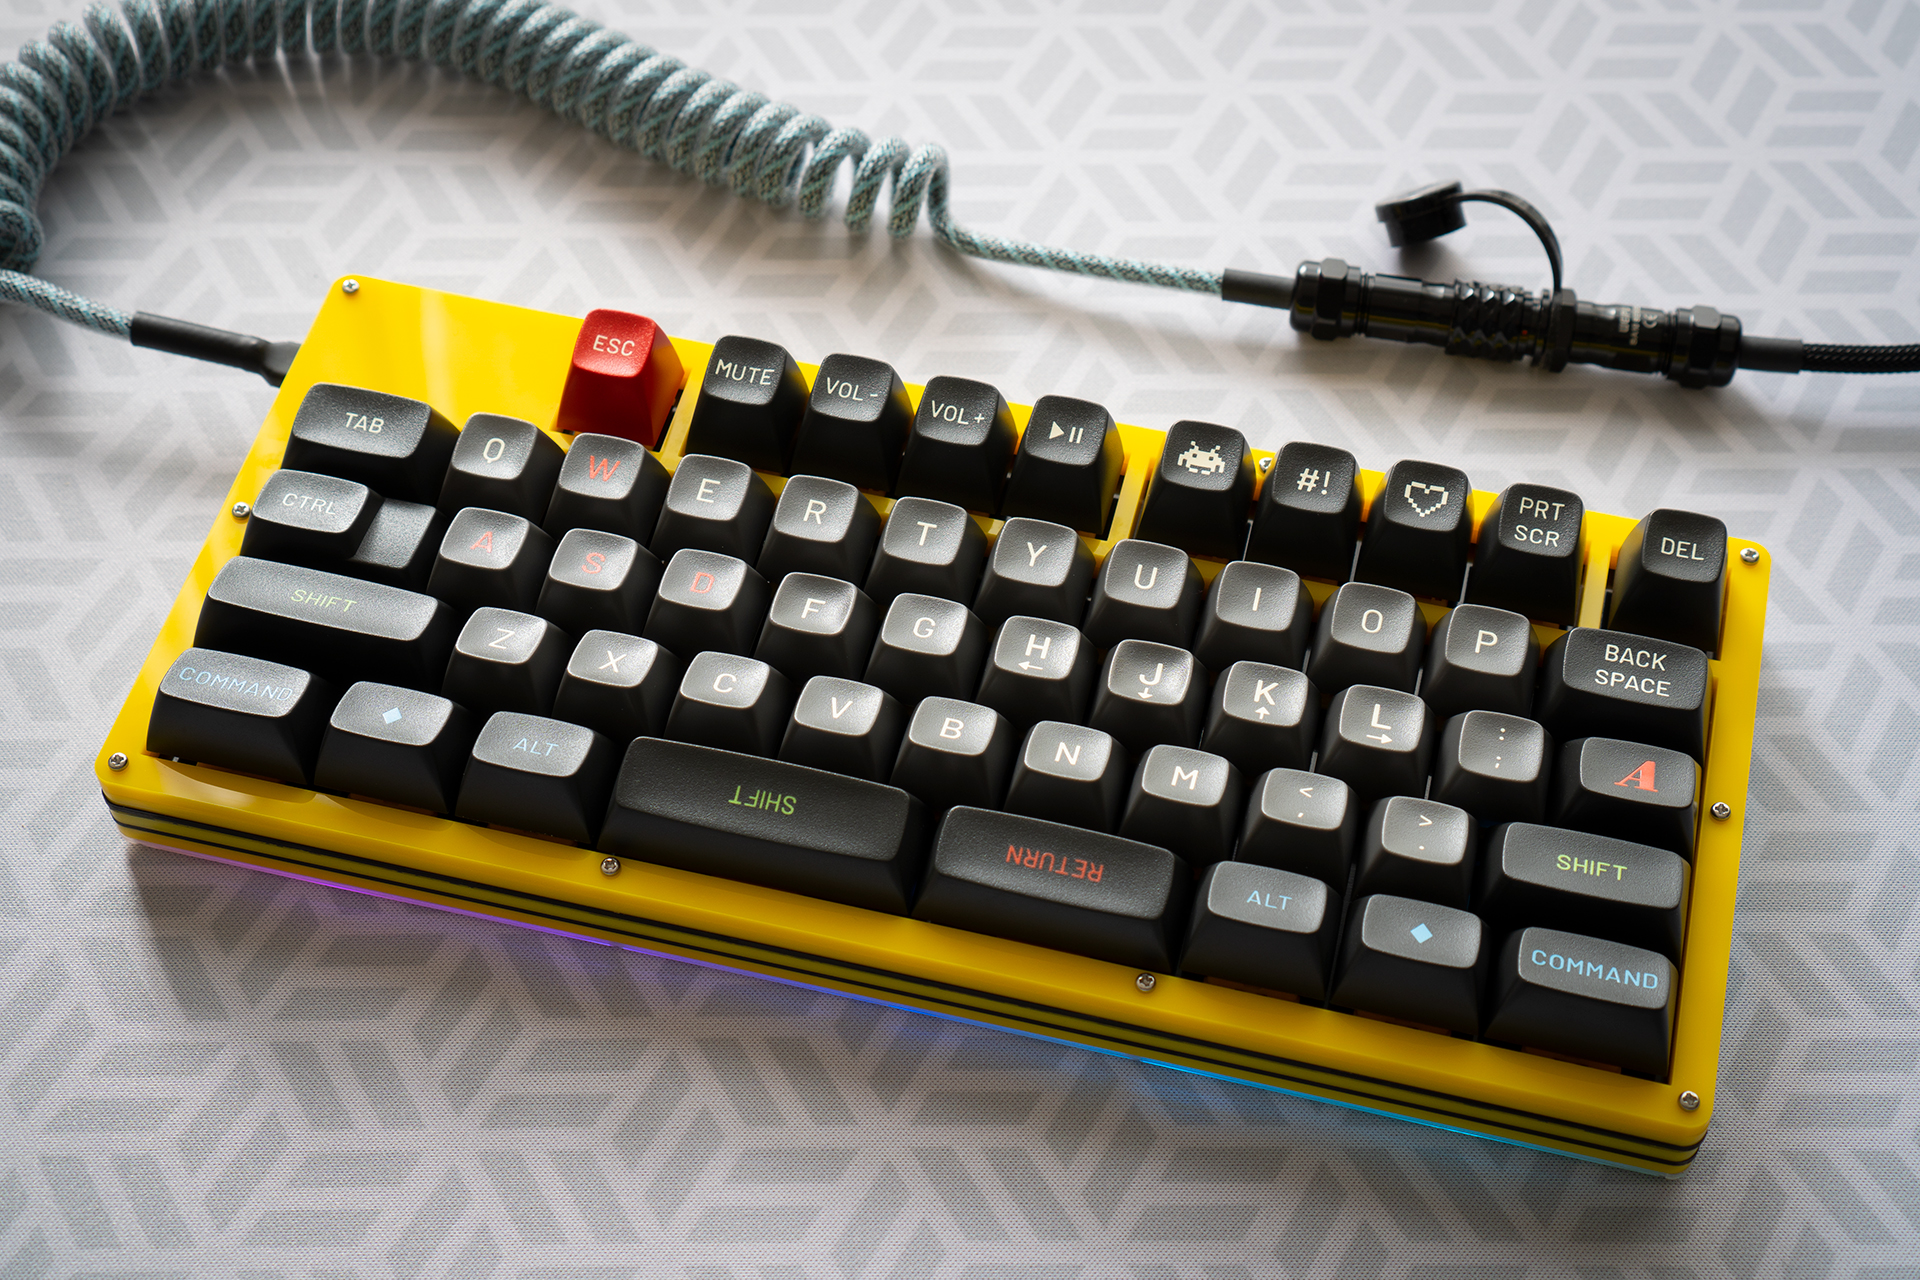 ESC
MUTE
VOL -
VOL +
#!
PRT
SCR
DEL
TAB
Q
W
E
R
T
Y
U
I
O
P
BACK
SPACE
CTRL
A
S
D
F
G
H
J
K
L
:
;
A
SHIFT
Z
X
C
V
B
N
M
<
,
>
.
SHIFT
COMMAND
ALT
SHIFT
RETURN
ALT
COMMAND